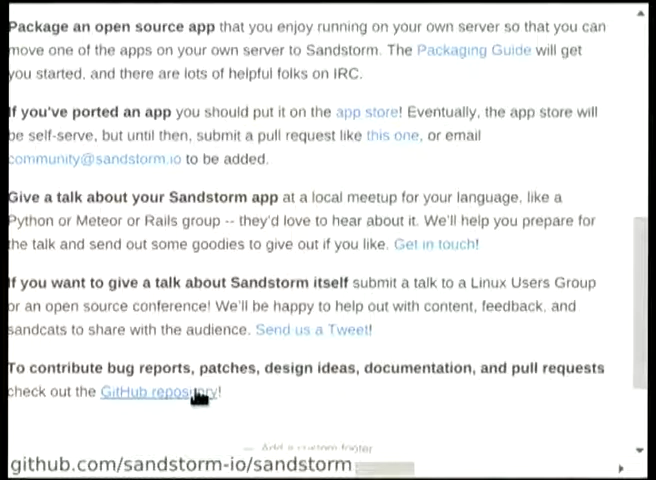 Package an open source app that you enjoy running on your own server so that you can
move one of the apps on your own server to Sandstorm. The Packaging Guide will get
you started, and there are lots of helpful folks on IRC.
If you've ported an app you should put it on the app store! Eventually, the app store will
be self-serve, but until then, submit a pull request like this one, or email
community@sandstorm.io to be added.
Give a talk about your Sandstorm app at a local meetup for your language, like a
Python or Meteor or Rails group -- they'd love to hear about it. We'll help you prepare for
the talk and send out some goodies to give out if you like. Get in touch!
If you want to give a talk about Sandstorm itself submit a talk to a Linux Users Group
or an open source conference! We'll be happy to help out with content, feedback, and
sandcats to share with the audience. Send us a Tweet!
To contribute bug reports, patches, design ideas, documentation, and pull requests
check out the GitHub repository!
— Add a custom footer
github.com/sandstorm-io/sandstorm